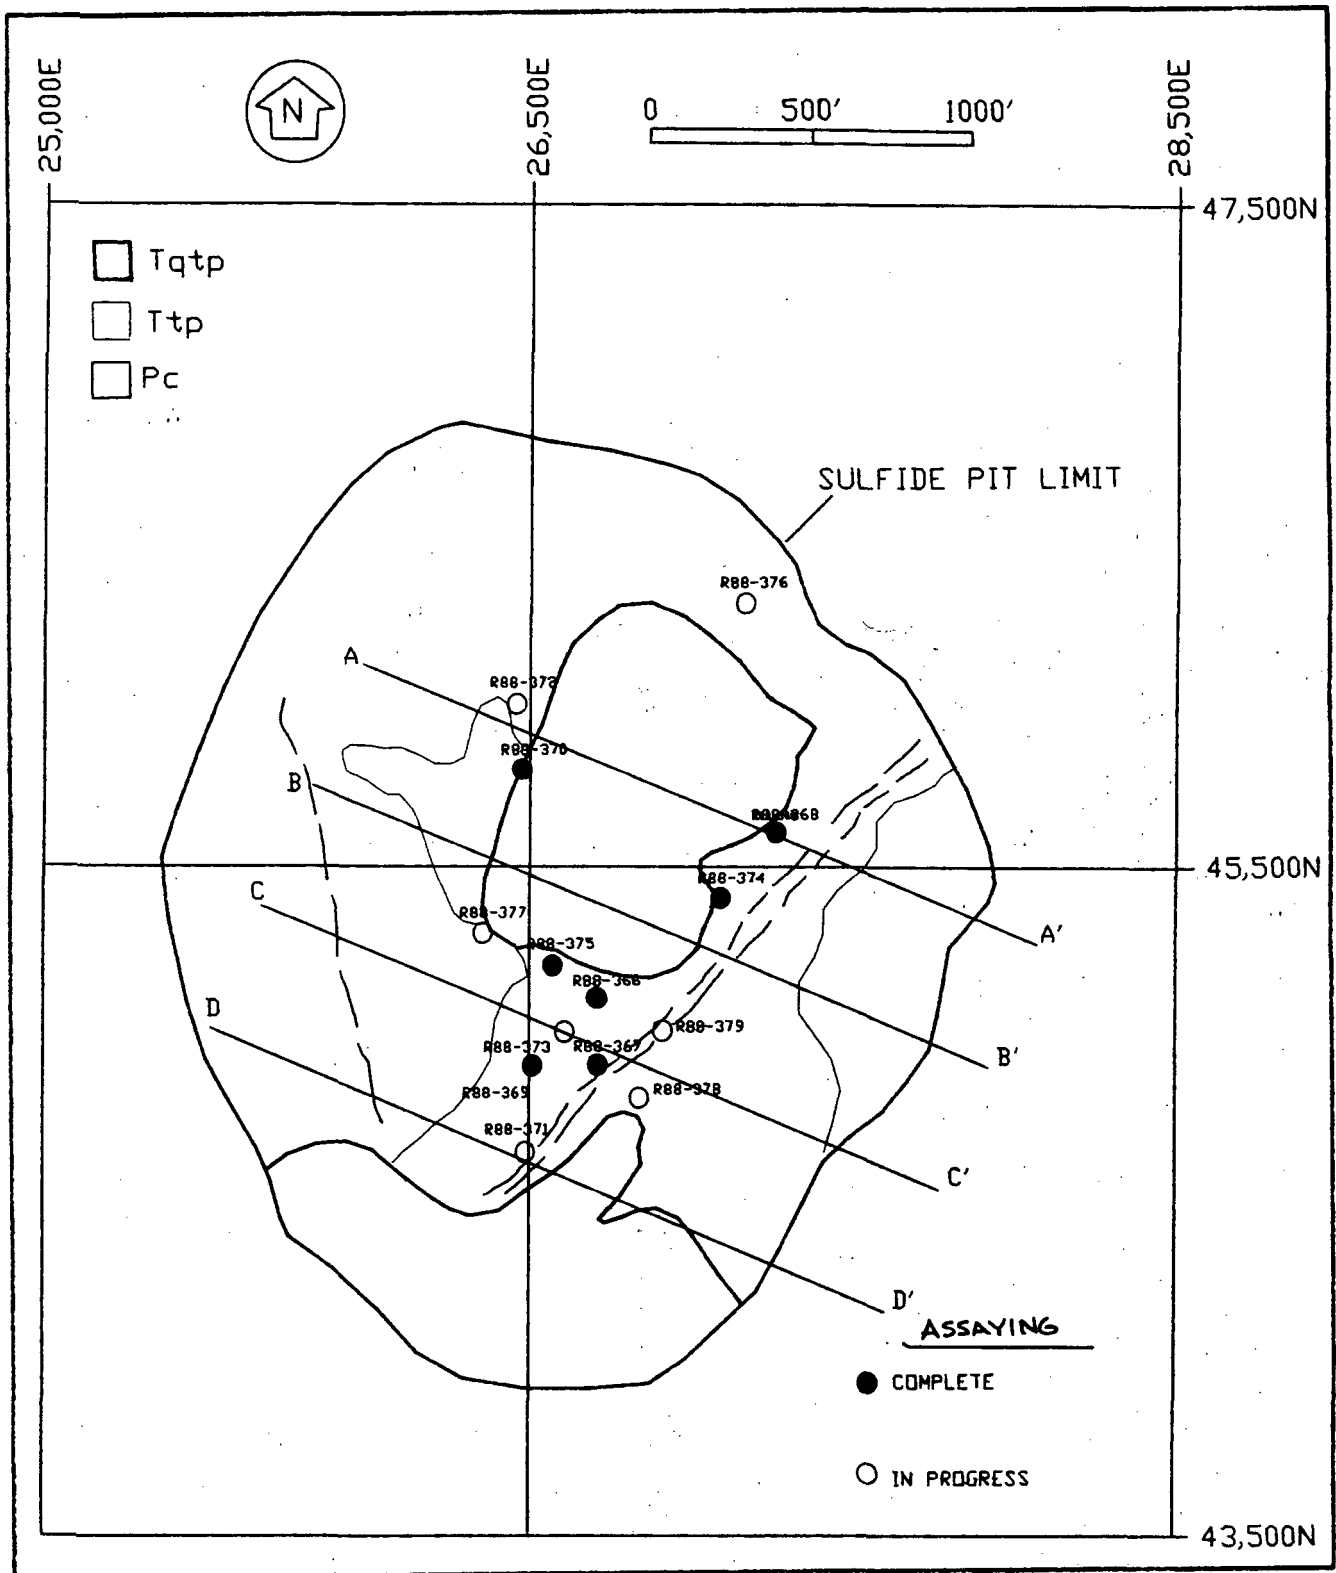 25,000E
26,500E
28,500E
N
0 500' 1000'
47,500N
Tqtp
Ttp
Pc
SULFIDE PIT LIMIT
R88-376
A
R88-372
R88-370
B
45,500N
R88-374
C
R88-377
A'
R88-375
R88-366
D
R88-379
R88-373
R88-367
B'
R88-369
R88-378
R88-371
C'
D'
ASSAYING
COMPLETE
IN PROGRESS
43,500N